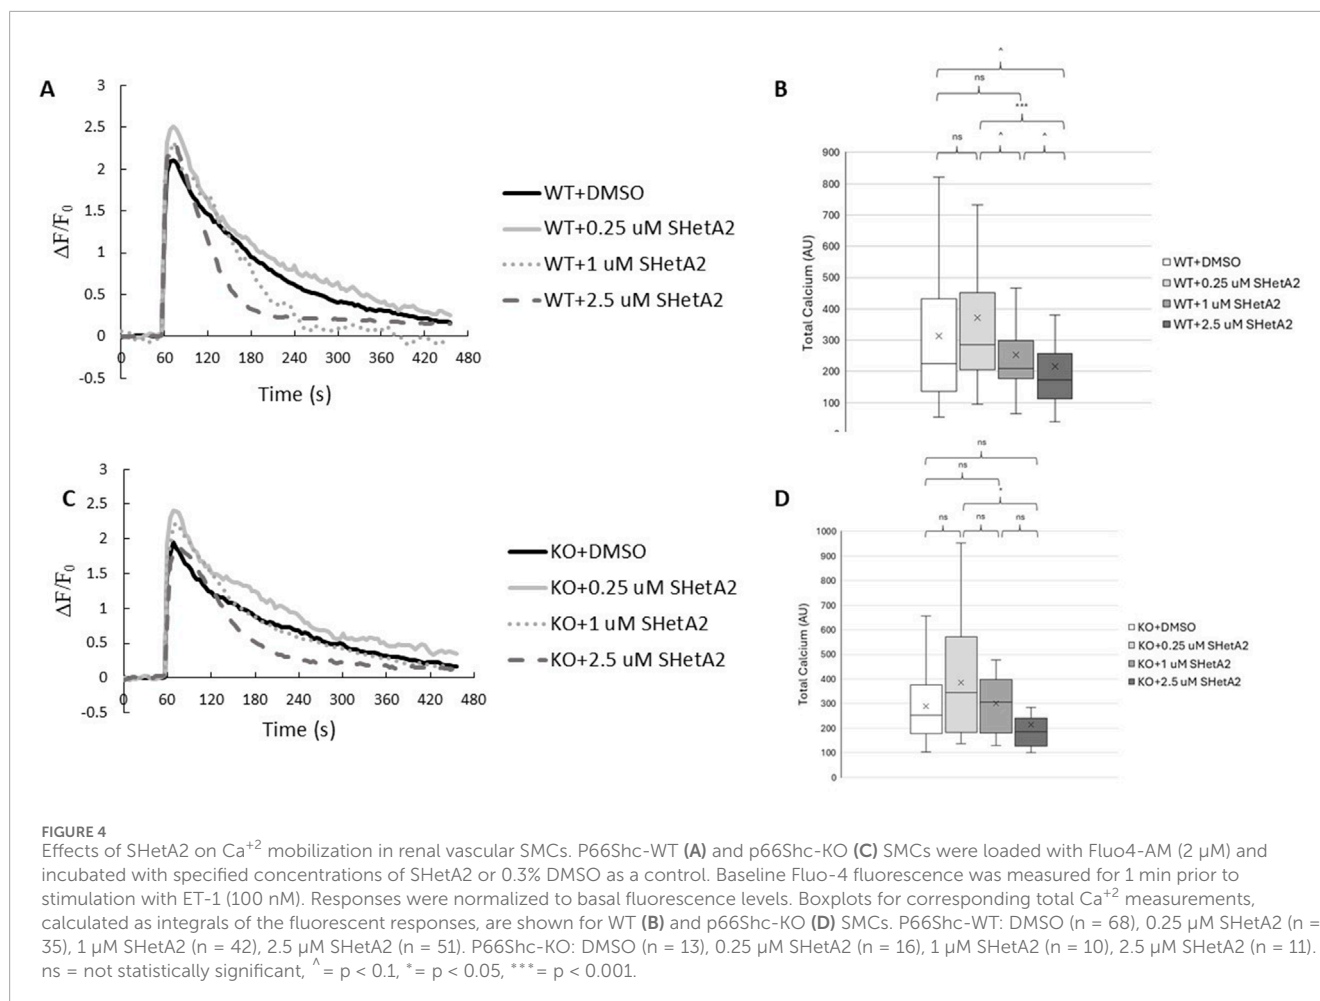 A
3
2.5
2
1.5
1
0.5
0
-0.5
ΔF/F0
0
60
120
180
240
300
360
420
480
Time (s)
WT+DMSO
WT+0.25 uM SHetA2
WT+1 uM SHetA2
WT+2.5 uM SHetA2
B
^
ns
***
ns
^
^
900
800
700
600
500
400
300
200
100
Total Calcium (AU)
WT+DMSO
WT+0.25 uM SHetA2
WT+1 uM SHetA2
WT+2.5 uM SHetA2
C
3
2.5
2
1.5
1
0.5
0
-0.5
ΔF/F0
0
60
120
180
240
300
360
420
480
Time (s)
KO+DMSO
KO+0.25 uM SHetA2
KO+1 uM SHetA2
KO+2.5 uM SHetA2
D
ns
ns
*
ns
ns
ns
1000
900
800
700
600
500
400
300
200
100
0
Total Calcium (AU)
KO+DMSO
KO+0.25 uM SHetA2
KO+1 uM SHetA2
KO+2.5 uM SHetA2
FIGURE 4
Effects of SHetA2 on Ca+2 mobilization in renal vascular SMCs. P66Shc-WT (A) and p66Shc-KO (C) SMCs were loaded with Fluo4-AM (2 μM) and
incubated with specified concentrations of SHetA2 or 0.3% DMSO as a control. Baseline Fluo-4 fluorescence was measured for 1 min prior to
stimulation with ET-1 (100 nM). Responses were normalized to basal fluorescence levels. Boxplots for corresponding total Ca+2 measurements,
calculated as integrals of the fluorescent responses, are shown for WT (B) and p66Shc-KO (D) SMCs. P66Shc-WT: DMSO (n = 68), 0.25 μM SHetA2 (n =
35), 1 μM SHetA2 (n = 42), 2.5 μM SHetA2 (n = 51). P66Shc-KO: DMSO (n = 13), 0.25 μM SHetA2 (n = 16), 1 μM SHetA2 (n = 10), 2.5 μM SHetA2 (n = 11).
ns = not statistically significant, ^ = p < 0.1, * = p < 0.05, *** = p < 0.001.